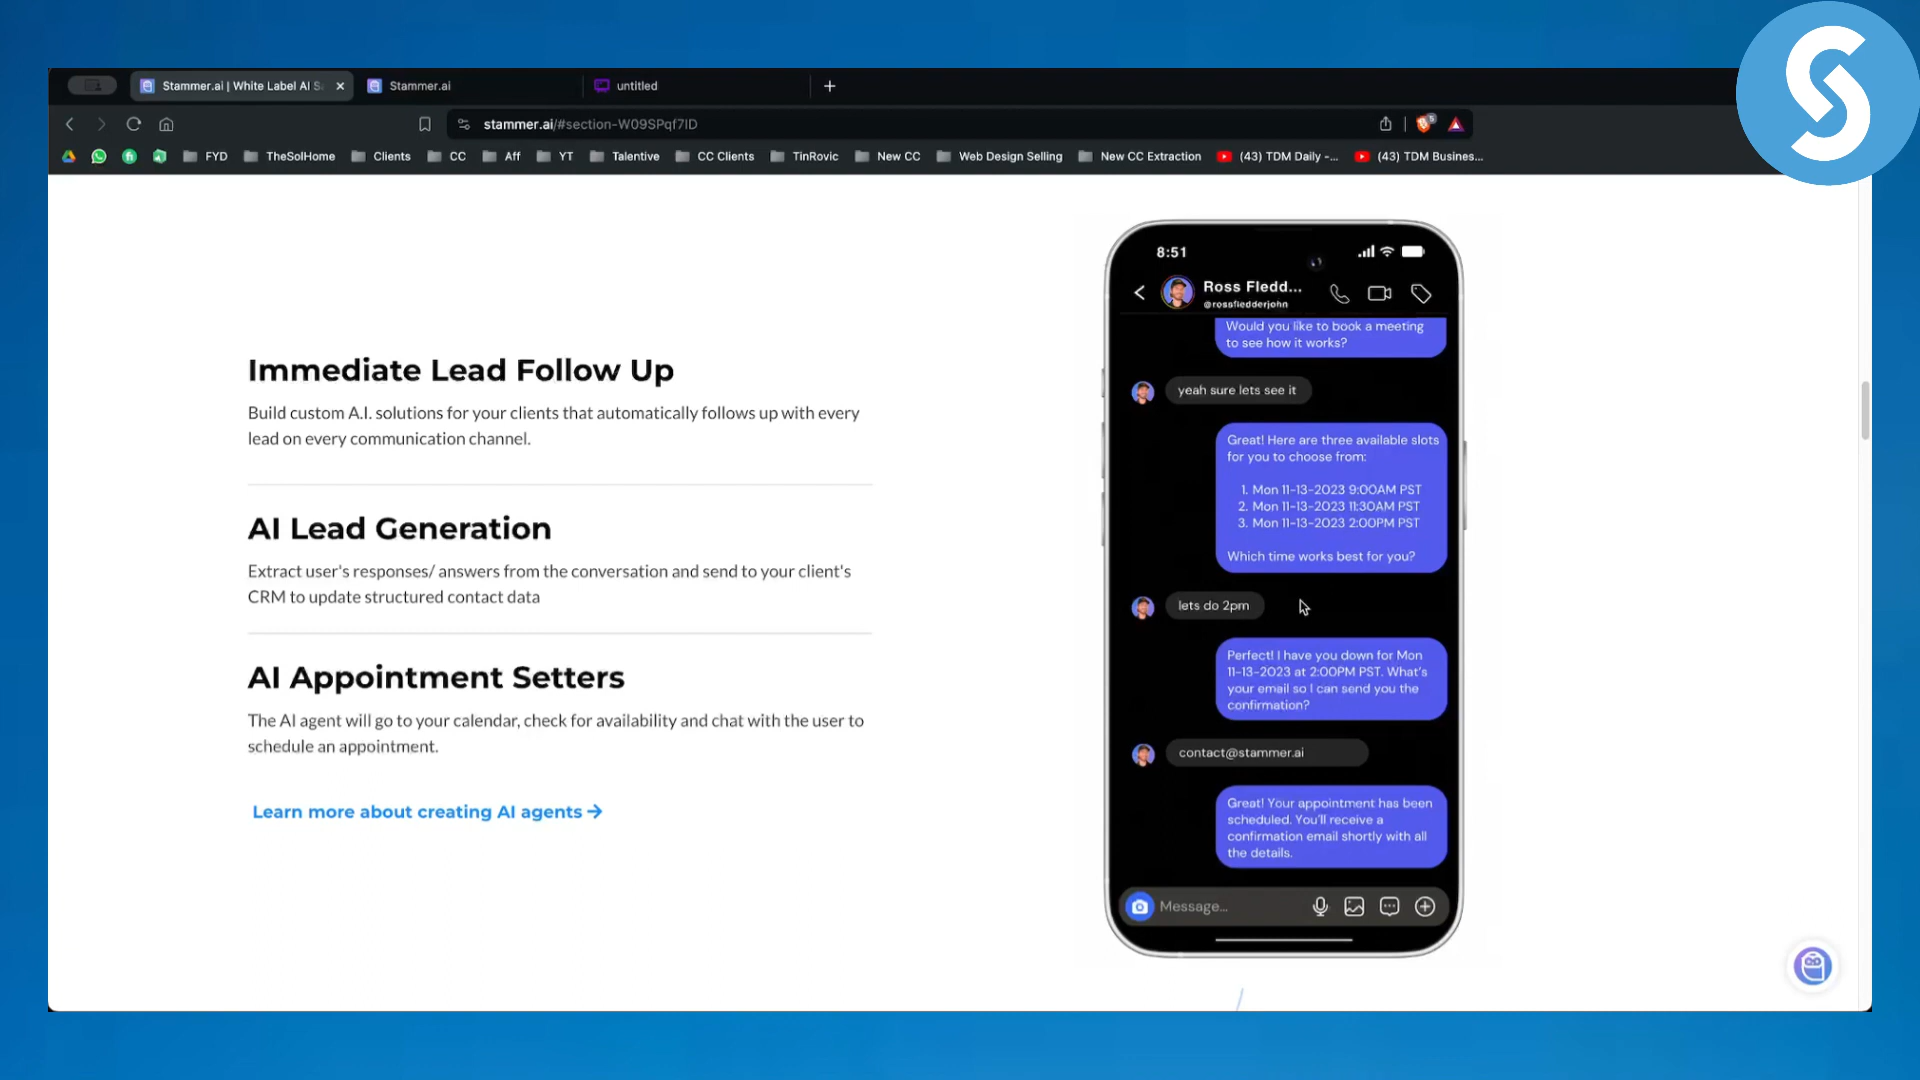 Stammer.ai | White Label AI S
Stammer.ai
untitled
stammer.ai/#section-W09SPqf7ID
FYD
TheSolHome
Clients
CC
Aff
YT
Talentive
CC Clients
TinRovic
New CC
Web Design Selling
New CC Extraction
(43) TDM Daily -...
(43) TDM Busines...
Immediate Lead Follow Up
Build custom A.I. solutions for your clients that automatically follows up with every
lead on every communication channel.
AI Lead Generation
Extract user's responses/ answers from the conversation and send to your client's
CRM to update structured contact data
AI Appointment Setters
The AI agent will go to your calendar, check for availability and chat with the user to
schedule an appointment.
Learn more about creating AI agents →
8:51
Ross Fledd...
@rossfledderjohn
Would you like to book a meeting
to see how it works?
yeah sure lets see it
Great! Here are three available slots
for you to choose from:
1. Mon 11-13-2023 9:00AM PST
2. Mon 11-13-2023 11:30AM PST
3. Mon 11-13-2023 2:00PM PST
Which time works best for you?
lets do 2pm
Perfect! I have you down for Mon
11-13-2023 at 2:00PM PST. What's
your email so I can send you the
confirmation?
contact@stammer.ai
Great! Your appointment has been
scheduled. You'll receive a
confirmation email shortly with all
the details.
Message...